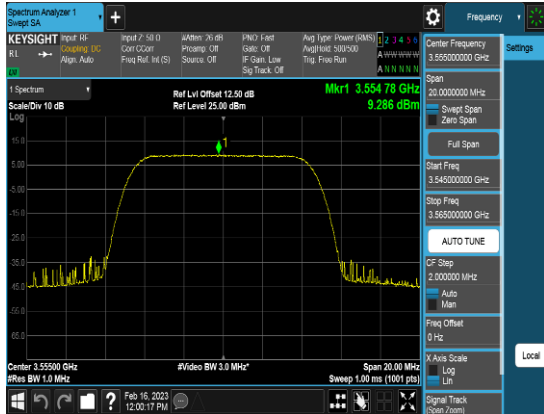 Spectrum Analyzer 1
Swept SA
+
Frequency
KEYSIGHT
RL
Input: RF
Coupling: DC
Align: Auto
Input Z: 50 Ω
Corr CCorr
Freq Ref: Int (S)
#Atten: 26 dB
Preamp: Off
Source: Off
PNO: Fast
Gate: Off
IF Gain: Low
Sig Track: Off
Avg Type: Power (RMS)
Avg|Hold: 500/500
Trig: Free Run
1 2 3 4 5 6
A W W W W W
A N N N N N
1 Spectrum
Scale/Div 10 dB
Ref Lvl Offset 12.50 dB
Ref Level 25.00 dBm
Mkr1 3.554 78 GHz
9.286 dBm
Log
15.0
5.00
-5.00
-15.0
-25.0
-35.0
-45.0
-55.0
-65.0
1
Center 3.55500 GHz
#Res BW 1.0 MHz
#Video BW 3.0 MHz*
Span 20.00 MHz
Sweep 1.00 ms (1001 pts)
Feb 16, 2023
12:00:17 PM
Center Frequency
3.555000000 GHz
Settings
Span
20.0000000 MHz
Swept Span
Zero Span
Full Span
Start Freq
3.545000000 GHz
Stop Freq
3.565000000 GHz
AUTO TUNE
CF Step
2.000000 MHz
Auto
Man
Freq Offset
0 Hz
X Axis Scale
Log
Lin
Local
Signal Track
(Span Zoom)